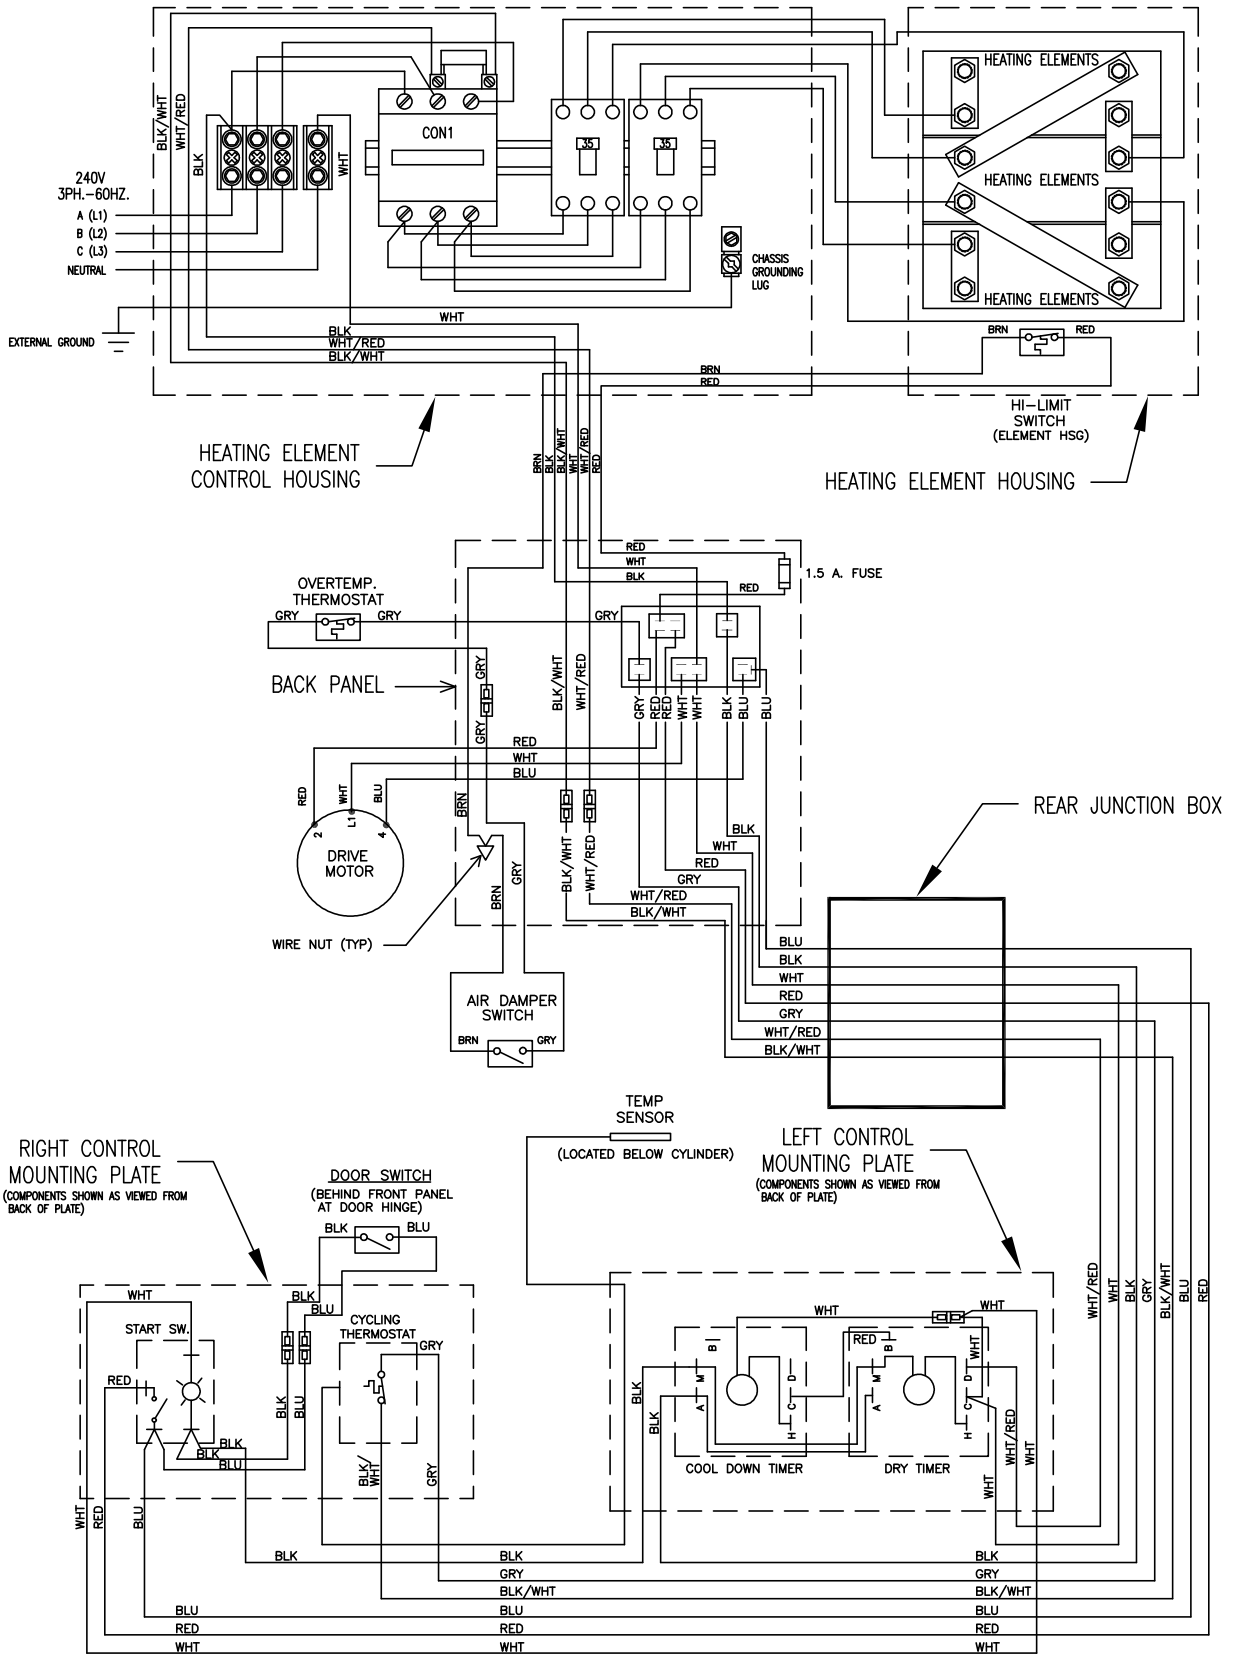 BLK/WHT
WHT/RED
BLK
WHT
CON1
35
35
HEATING ELEMENTS
HEATING ELEMENTS
HEATING ELEMENTS
240V
3PH.-60HZ.
A (L1)
B (L2)
C (L3)
NEUTRAL
CHASSIS
GROUNDING
LUG
EXTERNAL GROUND
WHT
BLK
WHT/RED
BLK/WHT
BRN
RED
BRN
RED
HI-LIMIT
SWITCH
(ELEMENT HSG)
HEATING ELEMENT
CONTROL HOUSING
HEATING ELEMENT HOUSING
BRN
BLK
BLK/WHT
WHT
WHT/RED
RED
RED
WHT
BLK
RED
1.5 A. FUSE
OVERTEMP.
THERMOSTAT
GRY
GRY
GRY
BACK PANEL
GRY
GRY
BLK/WHT
WHT/RED
GRY
RED
RED
WHT
WHT
BLK
BLU
BLU
RED
WHT
BLU
RED
WHT
BLU
2
L1
4
DRIVE
MOTOR
BRN
WIRE NUT (TYP)
BRN
GRY
BLK/WHT
WHT/RED
BLK
WHT
RED
GRY
WHT/RED
BLK/WHT
REAR JUNCTION BOX
BLU
BLK
WHT
RED
GRY
WHT/RED
BLK/WHT
AIR DAMPER
SWITCH
BRN
GRY
TEMP
SENSOR
(LOCATED BELOW CYLINDER)
RIGHT CONTROL
MOUNTING PLATE
(COMPONENTS SHOWN AS VIEWED FROM
BACK OF PLATE)
DOOR SWITCH
(BEHIND FRONT PANEL
AT DOOR HINGE)
BLK
BLU
LEFT CONTROL
MOUNTING PLATE
(COMPONENTS SHOWN AS VIEWED FROM
BACK OF PLATE)
WHT/RED
WHT
BLK
GRY
BLK/WHT
BLU
RED
WHT
START SW.
RED
BLK
BLU
BLK
BLU
BLK
BLK
BLU
CYCLING
THERMOSTAT
GRY
BLK/
WHT
GRY
WHT
WHT
WHT
RED
B
M
A
D
C
H
B
M
A
D
C
H
BLK
BLK
COOL DOWN TIMER
DRY TIMER
WHT/RED
WHT
WHT
WHT
RED
BLU
BLK
BLK
BLK
GRY
GRY
BLK/WHT
BLK/WHT
BLU
BLU
BLU
RED
RED
RED
WHT
WHT
WHT